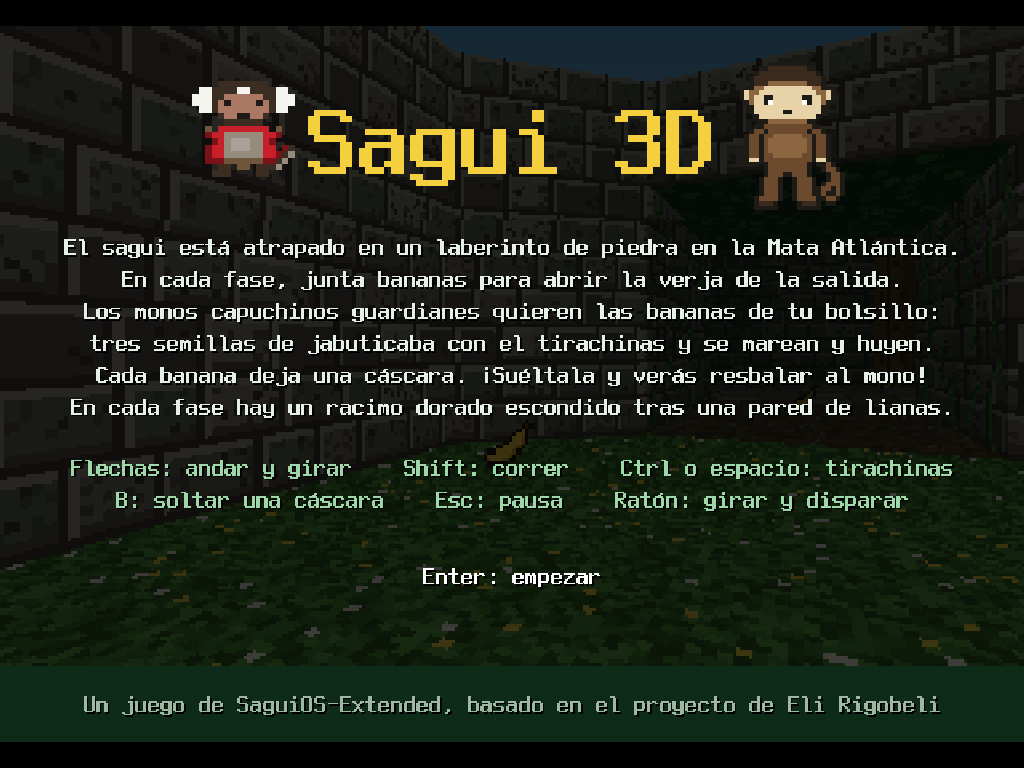 Sagui 3D
El sagui está atrapado en un laberinto de piedra en la Mata Atlántica.
En cada fase, junta bananas para abrir la verja de la salida.
Los monos capuchinos guardianes quieren las bananas de tu bolsillo:
tres semillas de jabuticaba con el tirachinas y se marean y huyen.
Cada banana deja una cáscara. ¡Suéltala y verás resbalar al mono!
En cada fase hay un racimo dorado escondido tras una pared de lianas.
Flechas: andar y girar Shift: correr Ctrl o espacio: tirachinas
B: soltar una cáscara Esc: pausa Ratón: girar y disparar
Enter: empezar
Un juego de SaguiOS-Extended, basado en el proyecto de Eli Rigobeli